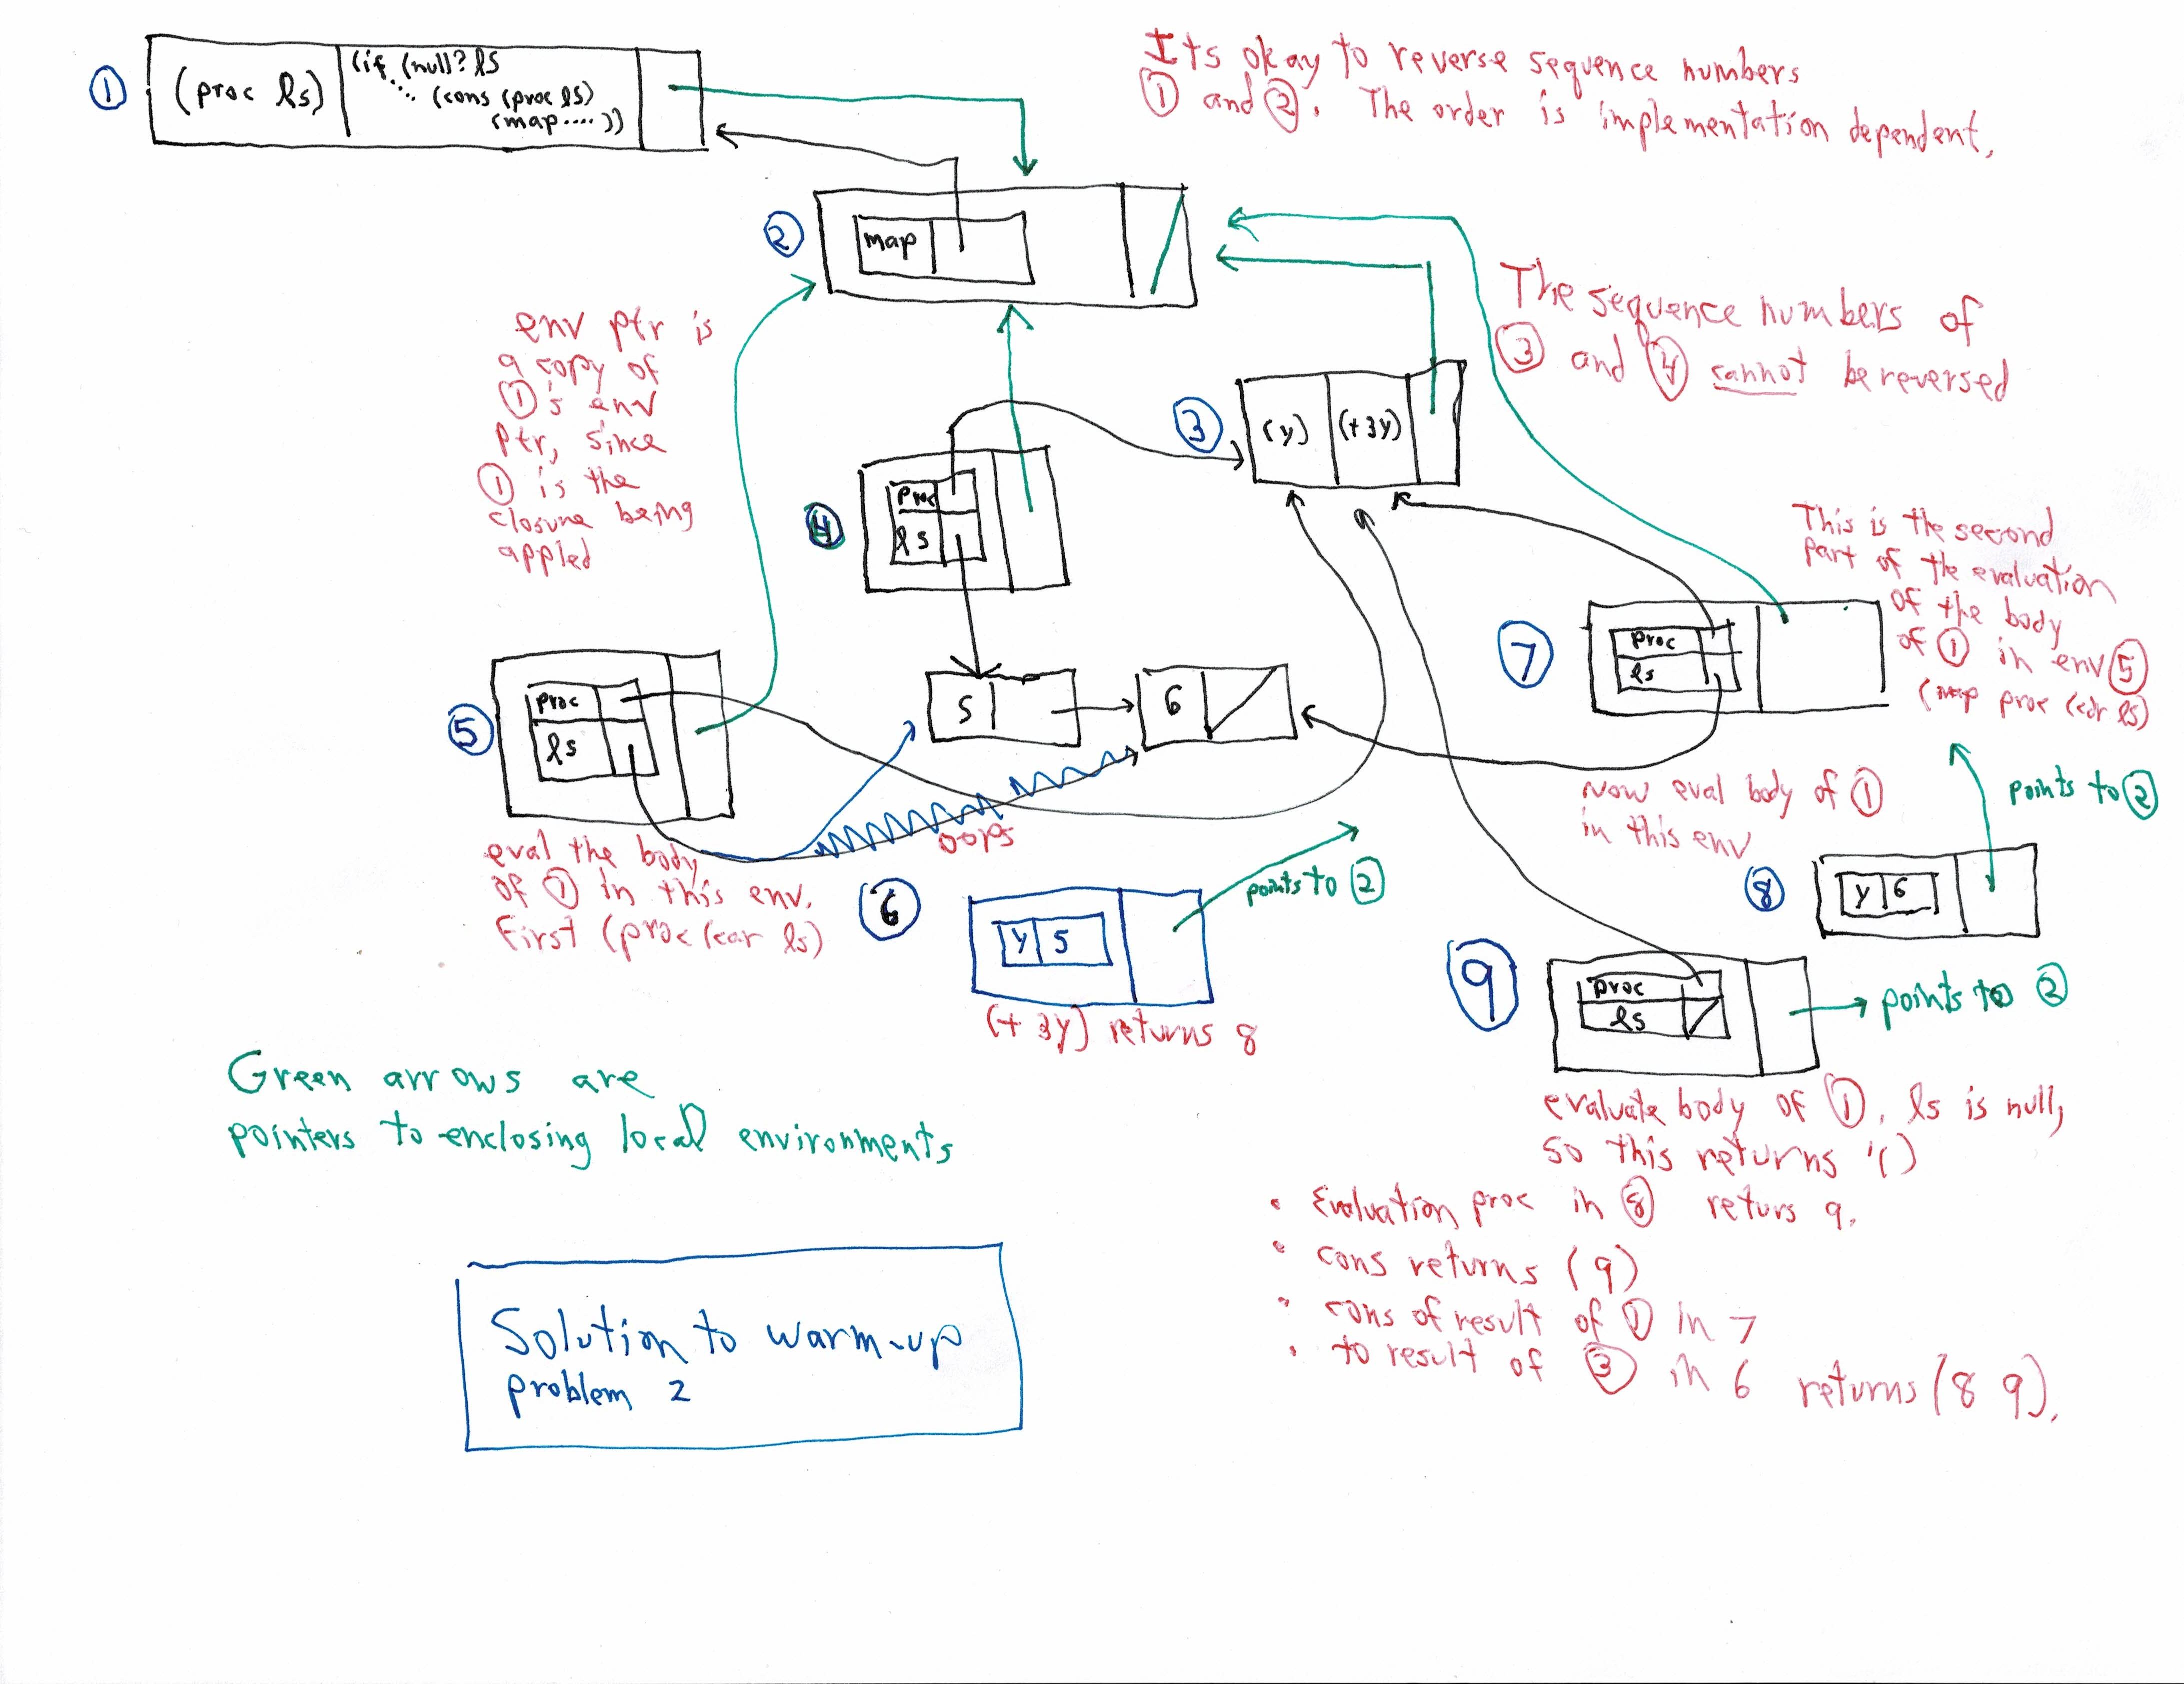 ①
(proc ls)
(if (null? ls
(cons (proc ls)
(map ....))
Its okay to reverse sequence numbers
① and ②. The order is implementation dependent.
②
map
The sequence numbers of
③ and ④ cannot be reversed
env ptr is
a copy of
①'s env
ptr, since
① is the
closure being
appled
③
(y)
(+ 3y)
④
proc
ls
This is the second
part of the evaluation
of the body
of ① in env ⑤
(map proc (cdr ls)
⑦
proc
ls
⑤
proc
ls
5
6
oops
now eval body of ①
in this env
points to ②
eval the body
of ① in this env.
First (proc (car ls)
⑥
y 5
points to ②
(+ 3y) returns 8
⑧
y 6
⑨
proc
ls
points to ②
evaluate body of ①. ls is null,
so this returns '()
Green arrows are
pointers to enclosing local environments
• Evaluation proc in ⑧ returs 9.
• cons returns (9)
• cons of result of ① in 7
• to result of ③ in 6 returns (8 9).
Solution to warm-up
problem 2